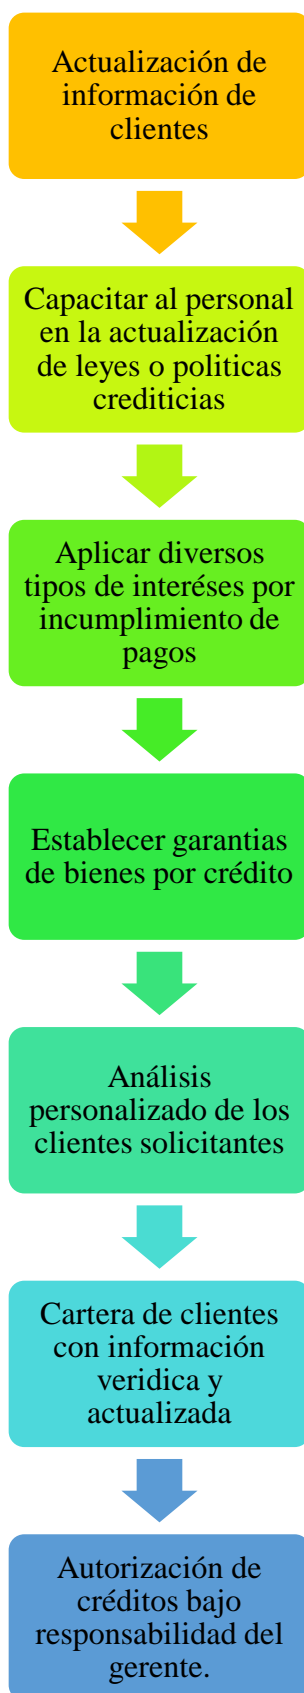 Actualización de
información de
clientes
Capacitar al personal
en la actualización
de leyes o politicas
crediticias
Aplicar diversos
tipos de interéses por
incumplimiento de
pagos
Establecer garantias
de bienes por crédito
Análisis
personalizado de los
clientes solicitantes
Cartera de clientes
con información
veridica y
actualizada
Autorización de
créditos bajo
responsabilidad del
gerente.